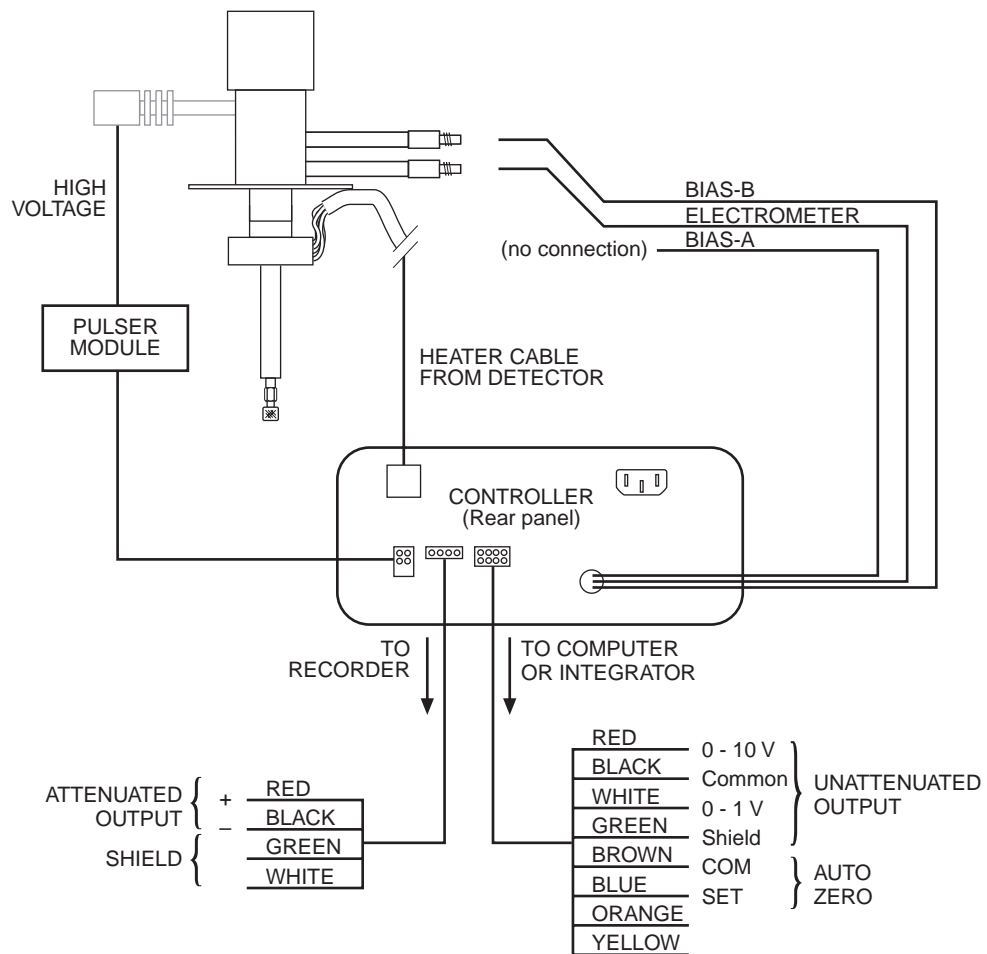 HIGH
VOLTAGE
BIAS-B
ELECTROMETER
(no connection)
BIAS-A
PULSER
MODULE
HEATER CABLE
FROM DETECTOR
CONTROLLER
(Rear panel)
TO
RECORDER
TO COMPUTER
OR INTEGRATOR
ATTENUATED
OUTPUT
+
–
SHIELD
RED
BLACK
GREEN
WHITE
RED
BLACK
WHITE
GREEN
BROWN
BLUE
ORANGE
YELLOW
0 - 10 V
Common
0 - 1 V
Shield
COM
SET
UNATTENUATED
OUTPUT
AUTO
ZERO